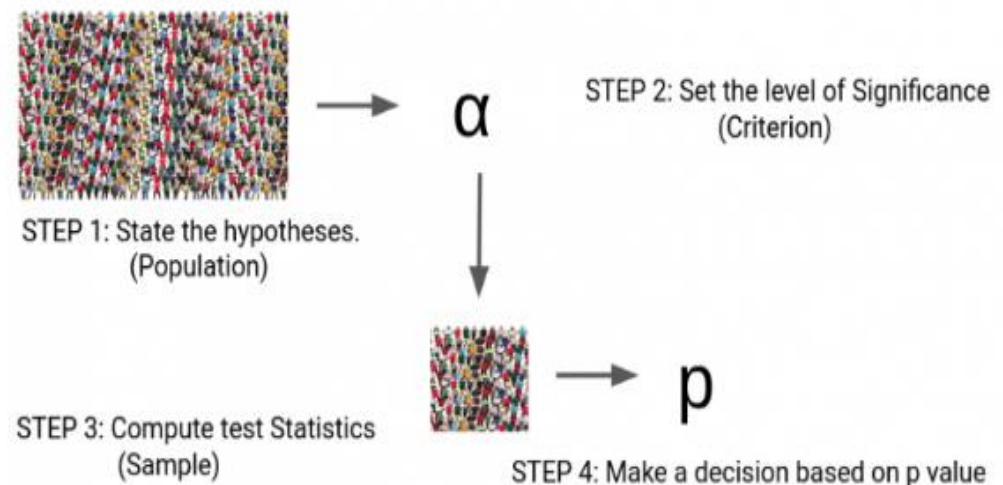 STEP 1: State the hypotheses.
(Population)
α
STEP 2: Set the level of Significance
(Criterion)
STEP 3: Compute test Statistics
(Sample)
p
STEP 4: Make a decision based on p value